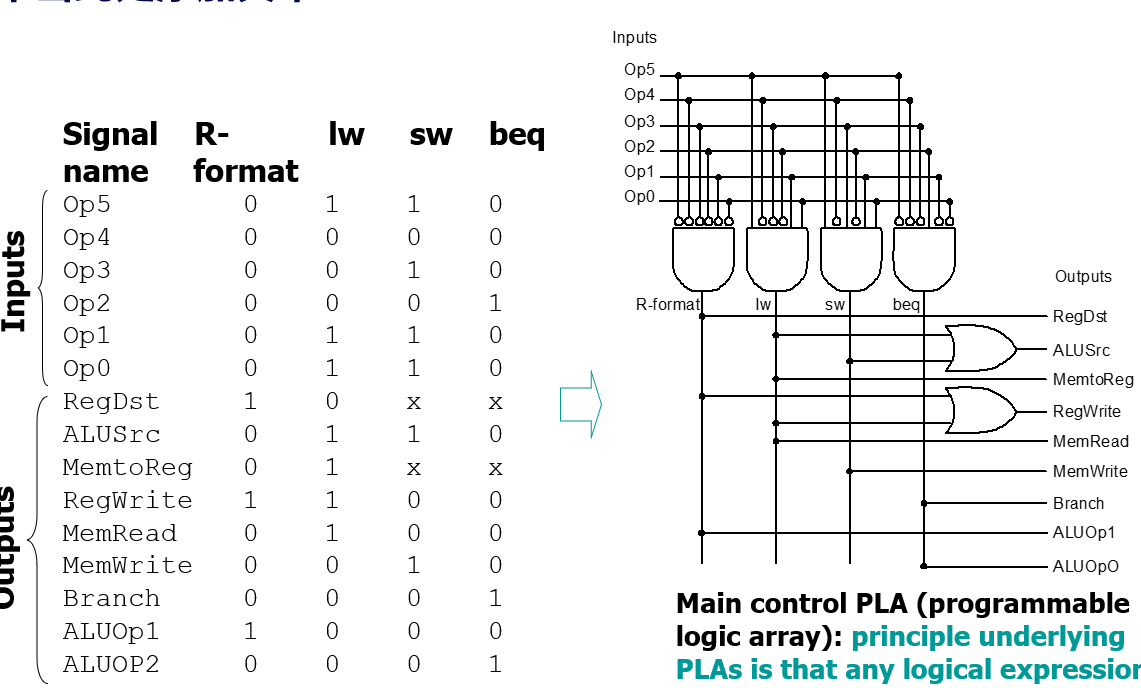 Signal name R-format lw sw beq
Inputs
Op5 0 1 1 0
Op4 0 0 0 0
Op3 0 0 1 0
Op2 0 0 0 1
Op1 0 1 1 0
Op0 0 1 1 0
Outputs
RegDst 1 0 x x
ALUSrc 0 1 1 0
MemtoReg 0 1 x x
RegWrite 1 1 0 0
MemRead 0 1 0 0
MemWrite 0 0 1 0
Branch 0 0 0 1
ALUOp1 1 0 0 0
ALUOP2 0 0 0 1
Inputs
Op5
Op4
Op3
Op2
Op1
Op0
R-format lw sw beq
Outputs
RegDst
ALUSrc
MemtoReg
RegWrite
MemRead
MemWrite
Branch
ALUOp1
ALUOpO
Main control PLA (programmable
logic array): principle underlying
PLAs is that any logical expression